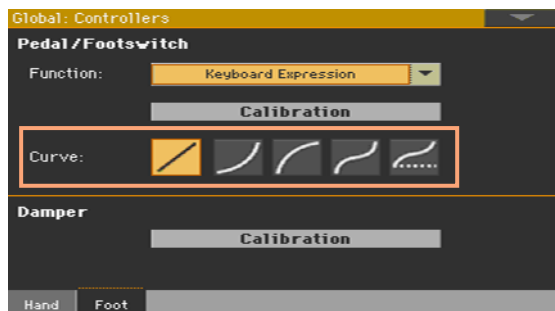 Global: Controllers
Pedal/Footswitch
Function: Keyboard Expression
Calibration
Curve:
Damper
Calibration
Hand Foot